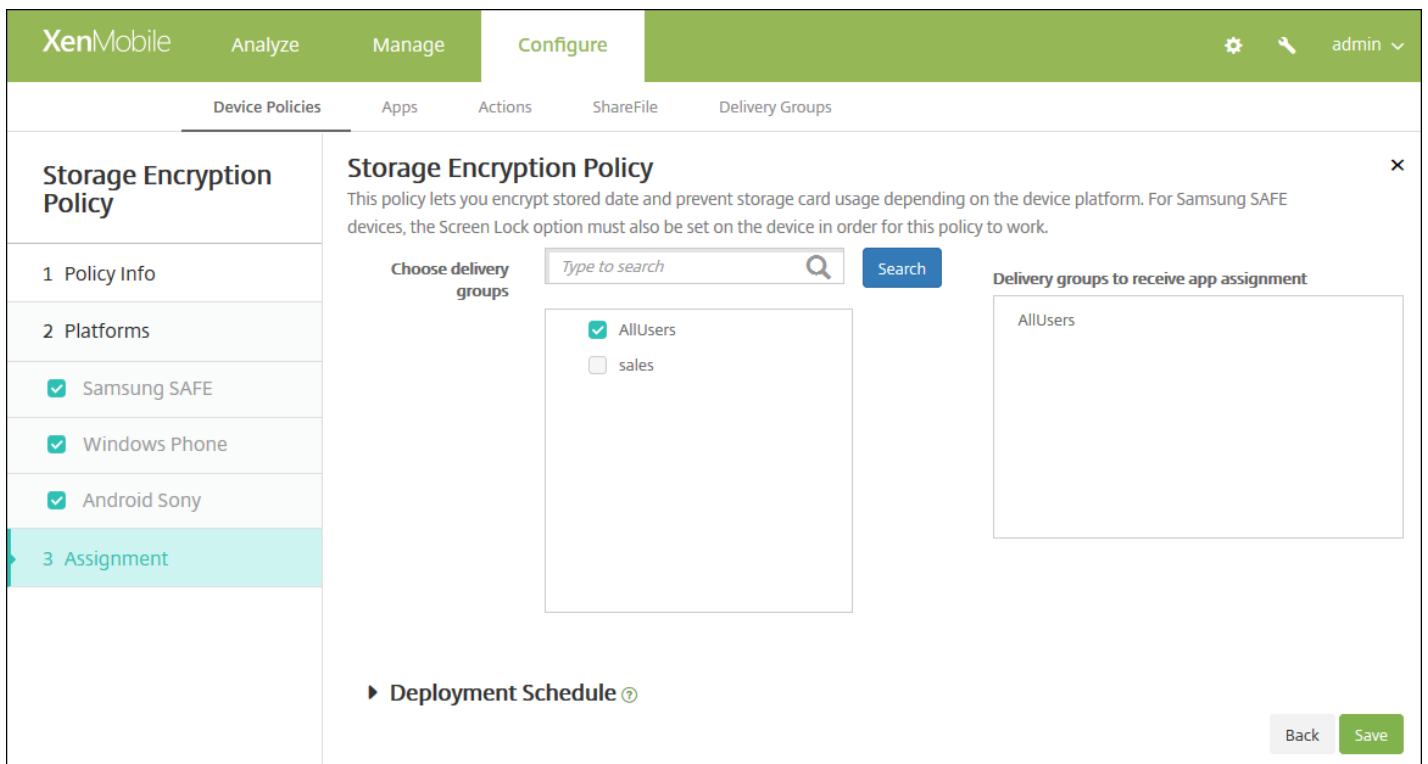 XenMobile Analyze Manage Configure admin
Device Policies Apps Actions ShareFile Delivery Groups
Storage Encryption
Policy
1 Policy Info
2 Platforms
Samsung SAFE
Windows Phone
Android Sony
3 Assignment
Storage Encryption Policy
This policy lets you encrypt stored date and prevent storage card usage depending on the device platform. For Samsung SAFE
devices, the Screen Lock option must also be set on the device in order for this policy to work.
Choose delivery
groups
Type to search
Search
AllUsers
sales
Delivery groups to receive app assignment
AllUsers
Deployment Schedule ?
Back Save